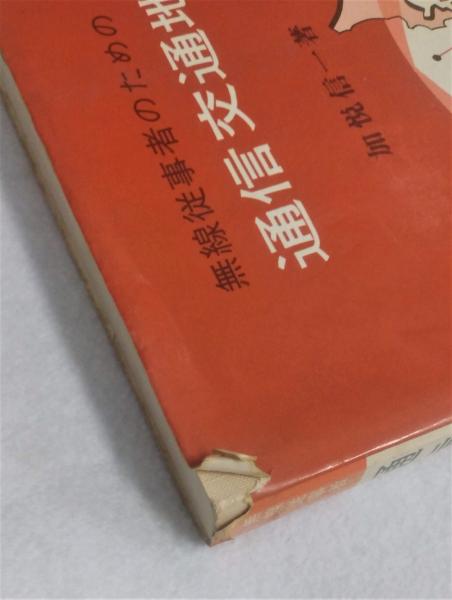 無線従事者のための
通信交通地
加悦信一著